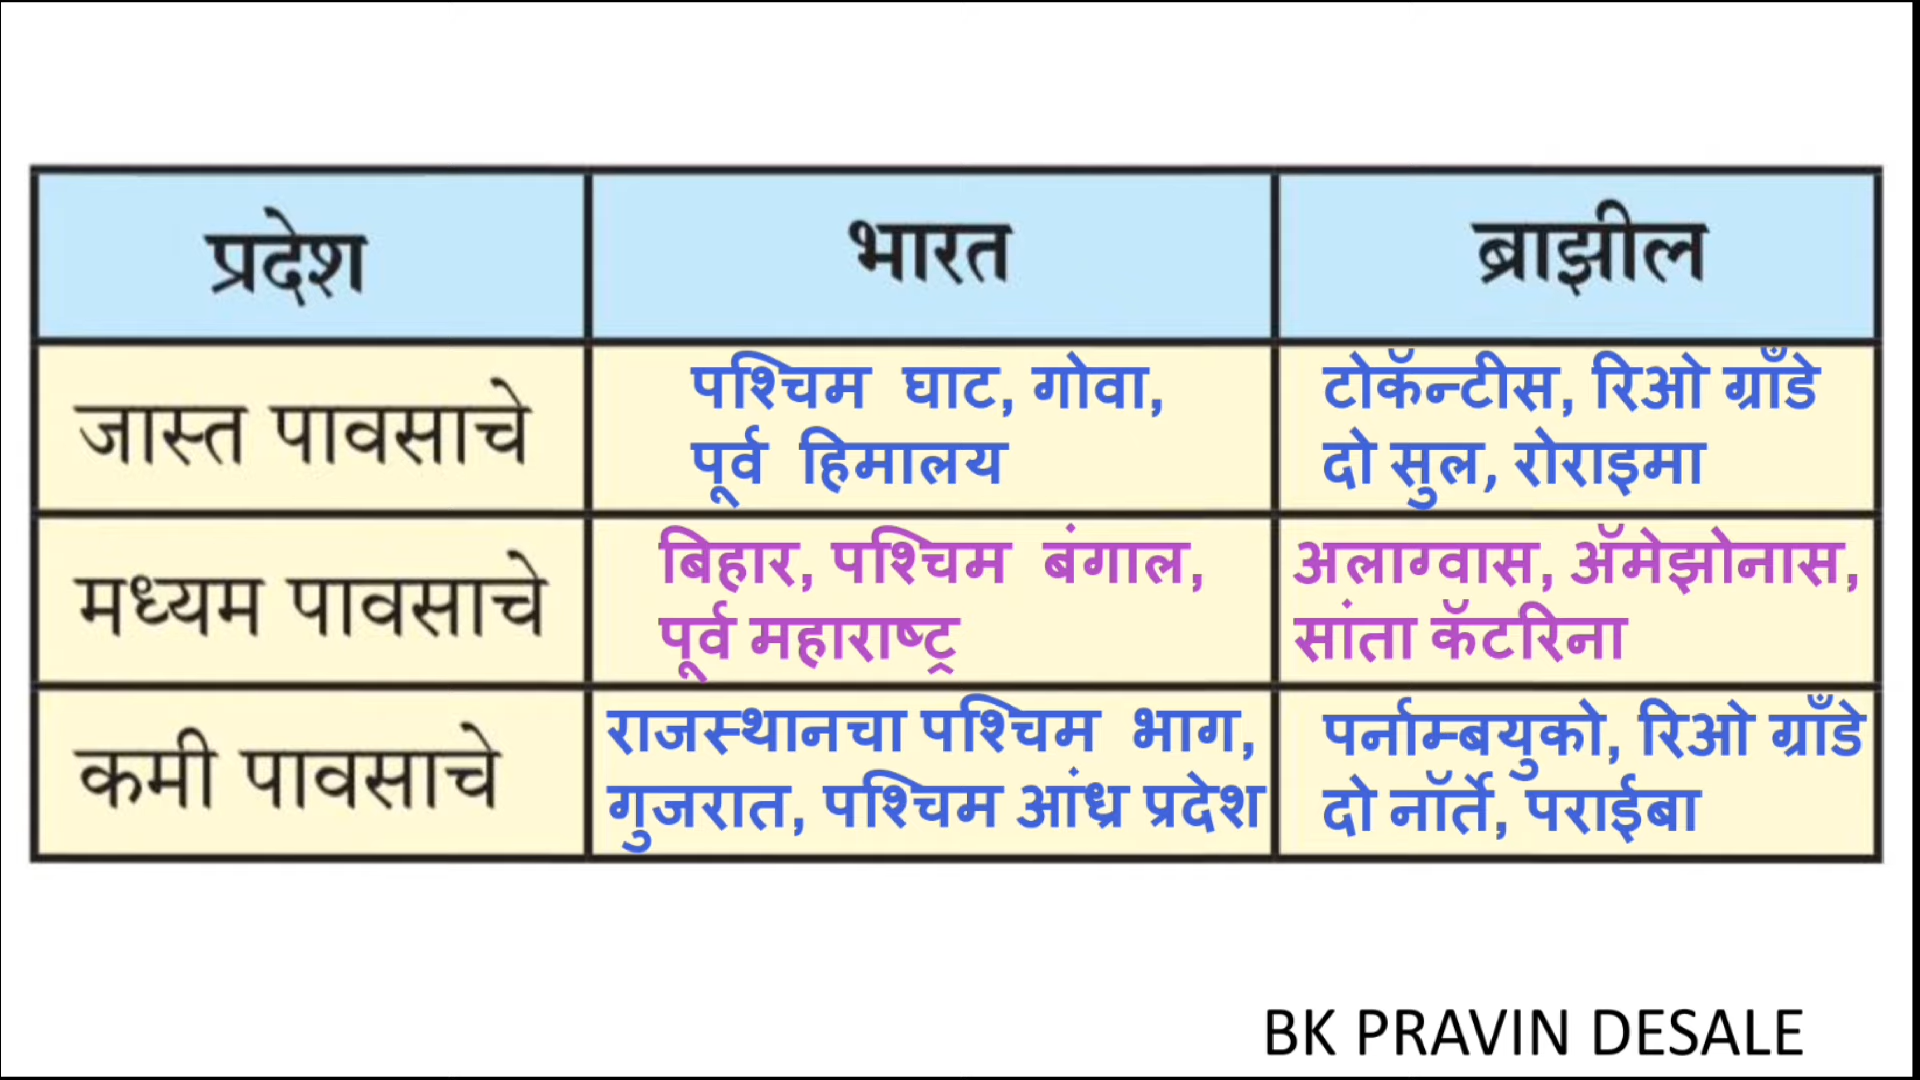 प्रदेश भारत ब्राझील
जास्त पावसाचे
पश्चिम घाट, गोवा,
पूर्व हिमालय
टोकॅन्टीस, रिओ ग्राँडे
दो सुल, रोराइमा
मध्यम पावसाचे
बिहार, पश्चिम बंगाल,
पूर्व महाराष्ट्र
अलाग्वास, ॲमेझोनास,
सांता कॅटरिना
कमी पावसाचे
राजस्थानचा पश्चिम भाग,
गुजरात, पश्चिम आंध्र प्रदेश
पर्नाम्बयुको, रिओ ग्राँडे
दो नॉर्ते, पराईबा
BK PRAVIN DESALE